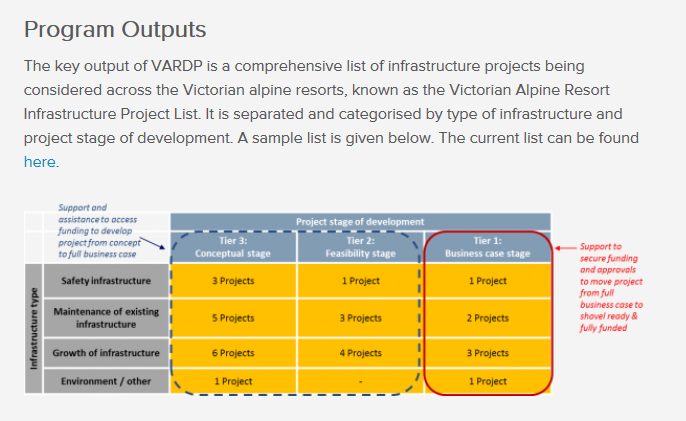 Program Outputs
The key output of VARDP is a comprehensive list of infrastructure projects being
considered across the Victorian alpine resorts, known as the Victorian Alpine Resort
Infrastructure Project List. It is separated and categorised by type of infrastructure and
project stage of development. A sample list is given below. The current list can be found
here.
Support and
assistance to access
funding to develop
project from concept
to full business case
Project stage of development
Tier 3:
Conceptual stage
Tier 2:
Feasibility stage
Tier 1:
Business case stage
Support to
secure funding
and approvals
to move project
from full
business case to
shovel ready &
fully funded
Infrastructure type
Safety infrastructure
3 Projects
1 Project
1 Project
Maintenance of existing
infrastructure
5 Projects
3 Projects
2 Projects
Growth of infrastructure
6 Projects
4 Projects
3 Projects
Environment / other
1 Project
-
1 Project